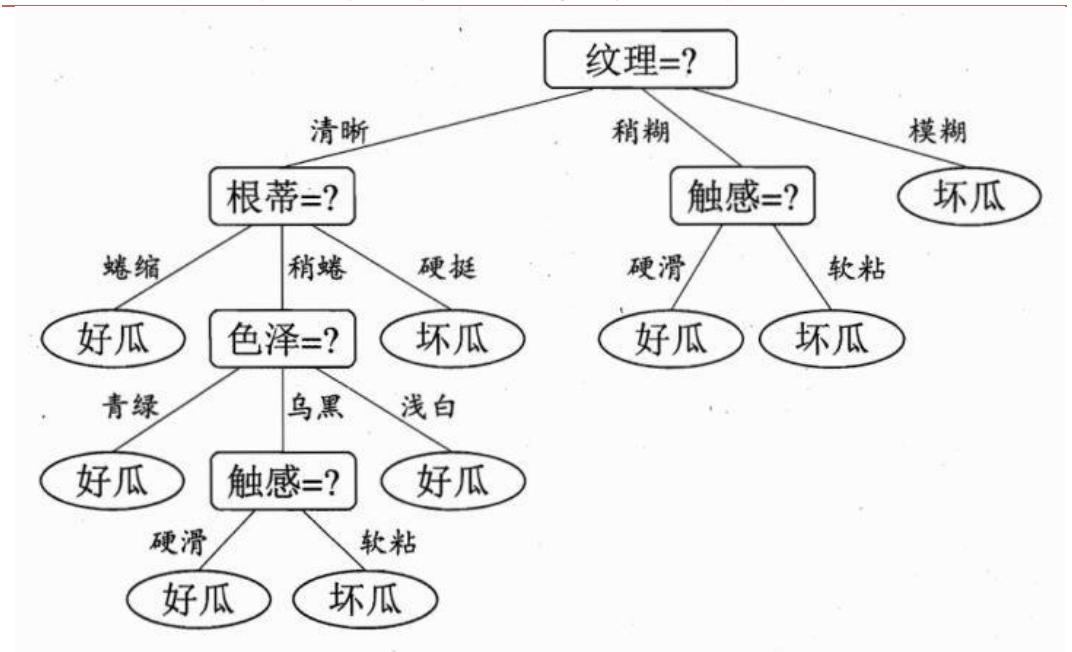 纹理=?
清晰 稍糊 模糊
根蒂=? 触感=? 坏瓜
蜷缩 稍蜷 硬挺 硬滑 软粘
好瓜 色泽=? 坏瓜 好瓜 坏瓜
青绿 乌黑 浅白
好瓜 触感=? 好瓜
硬滑 软粘
好瓜 坏瓜